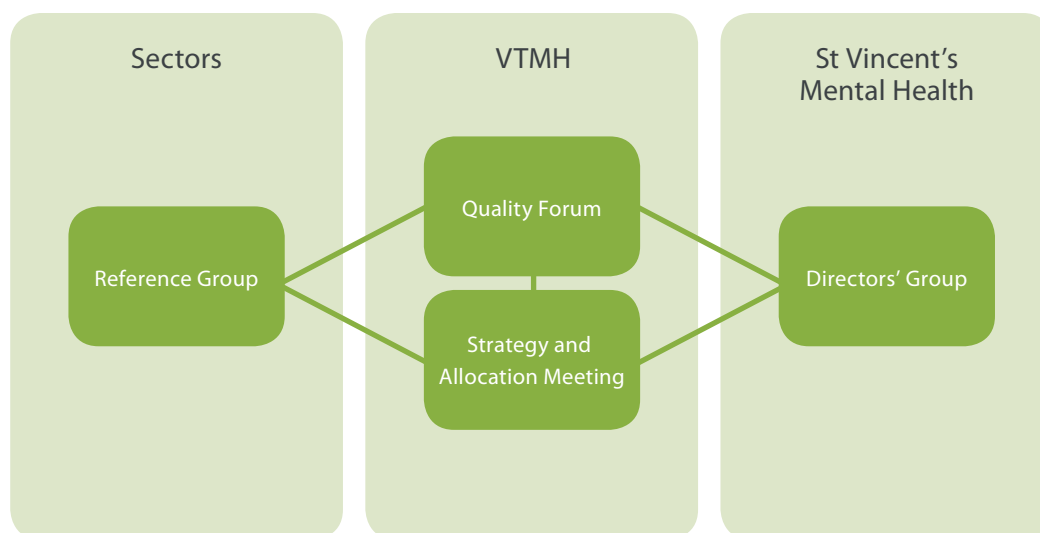 Sectors
VTMH
St Vincent’s
Mental Health
Reference Group
Quality Forum
Strategy and
Allocation Meeting
Directors’ Group